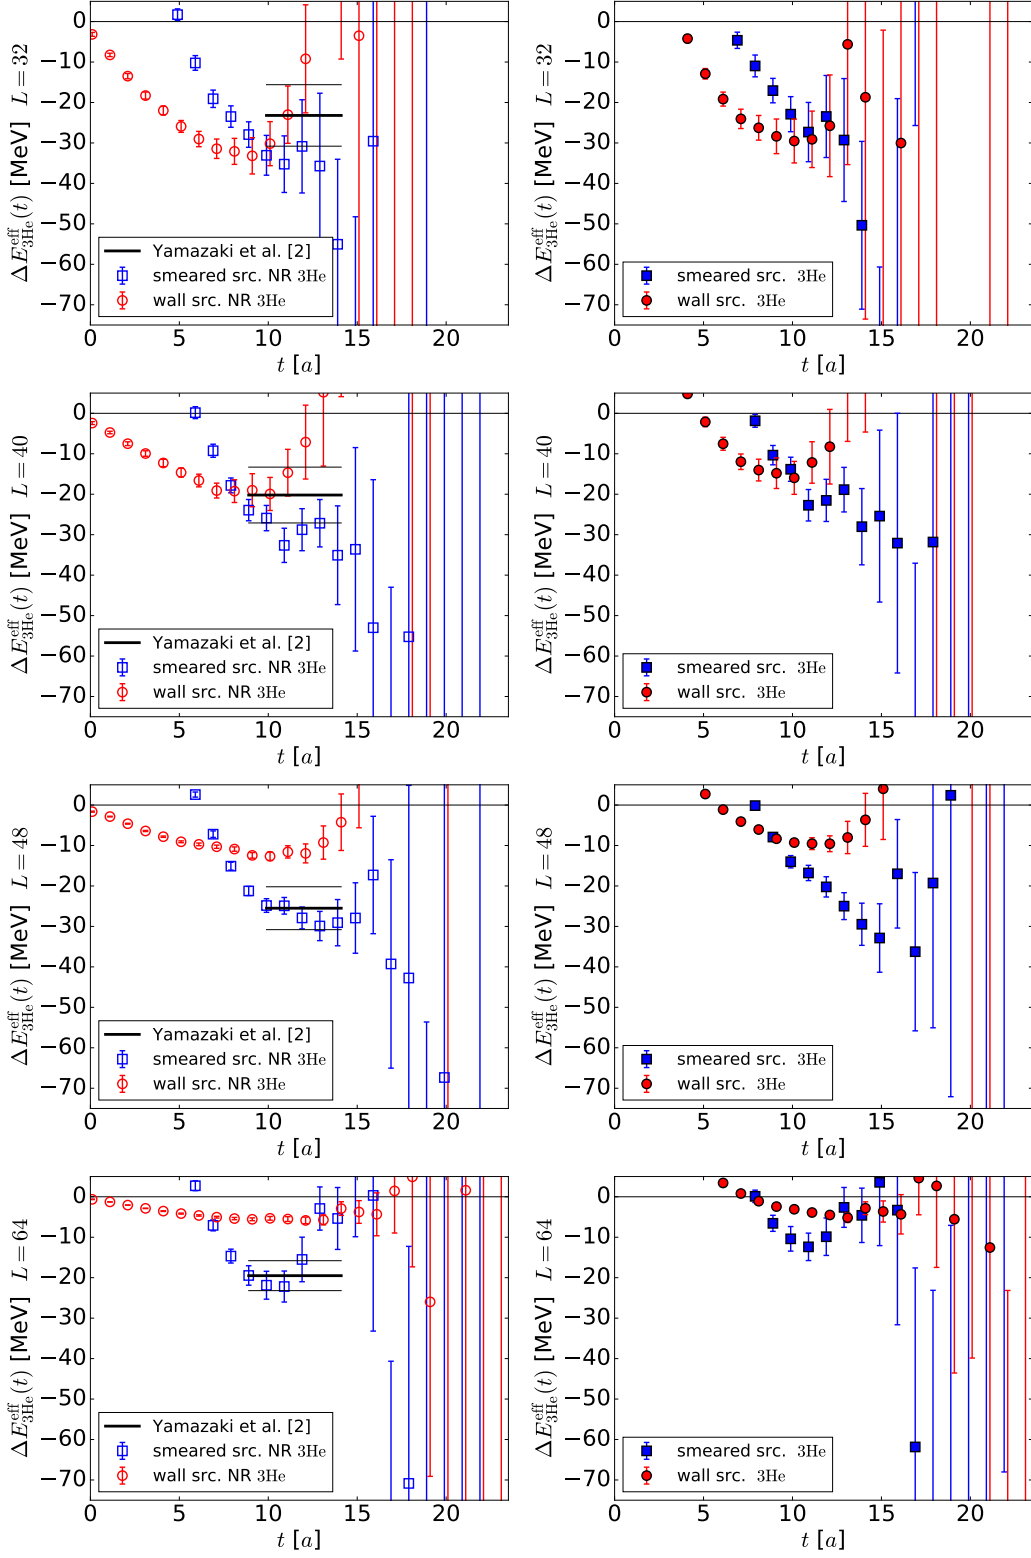 ΔE^eff_3He(t) [MeV] L = 32
0
−10
−20
−30
−40
−50
−60
−70
Yamazaki et al. [2]
smeared src. NR 3He
wall src. NR 3He
0 5 10 15 20
t [a]
ΔE^eff_3He(t) [MeV] L = 32
0
−10
−20
−30
−40
−50
−60
−70
smeared src. 3He
wall src. 3He
0 5 10 15 20
t [a]
ΔE^eff_3He(t) [MeV] L = 40
0
−10
−20
−30
−40
−50
−60
−70
Yamazaki et al. [2]
smeared src. NR 3He
wall src. NR 3He
0 5 10 15 20
t [a]
ΔE^eff_3He(t) [MeV] L = 40
0
−10
−20
−30
−40
−50
−60
−70
smeared src. 3He
wall src. 3He
0 5 10 15 20
t [a]
ΔE^eff_3He(t) [MeV] L = 48
0
−10
−20
−30
−40
−50
−60
−70
Yamazaki et al. [2]
smeared src. NR 3He
wall src. NR 3He
0 5 10 15 20
t [a]
ΔE^eff_3He(t) [MeV] L = 48
0
−10
−20
−30
−40
−50
−60
−70
smeared src. 3He
wall src. 3He
0 5 10 15 20
t [a]
ΔE^eff_3He(t) [MeV] L = 64
0
−10
−20
−30
−40
−50
−60
−70
Yamazaki et al. [2]
smeared src. NR 3He
wall src. NR 3He
0 5 10 15 20
t [a]
ΔE^eff_3He(t) [MeV] L = 64
0
−10
−20
−30
−40
−50
−60
−70
smeared src. 3He
wall src. 3He
0 5 10 15 20
t [a]